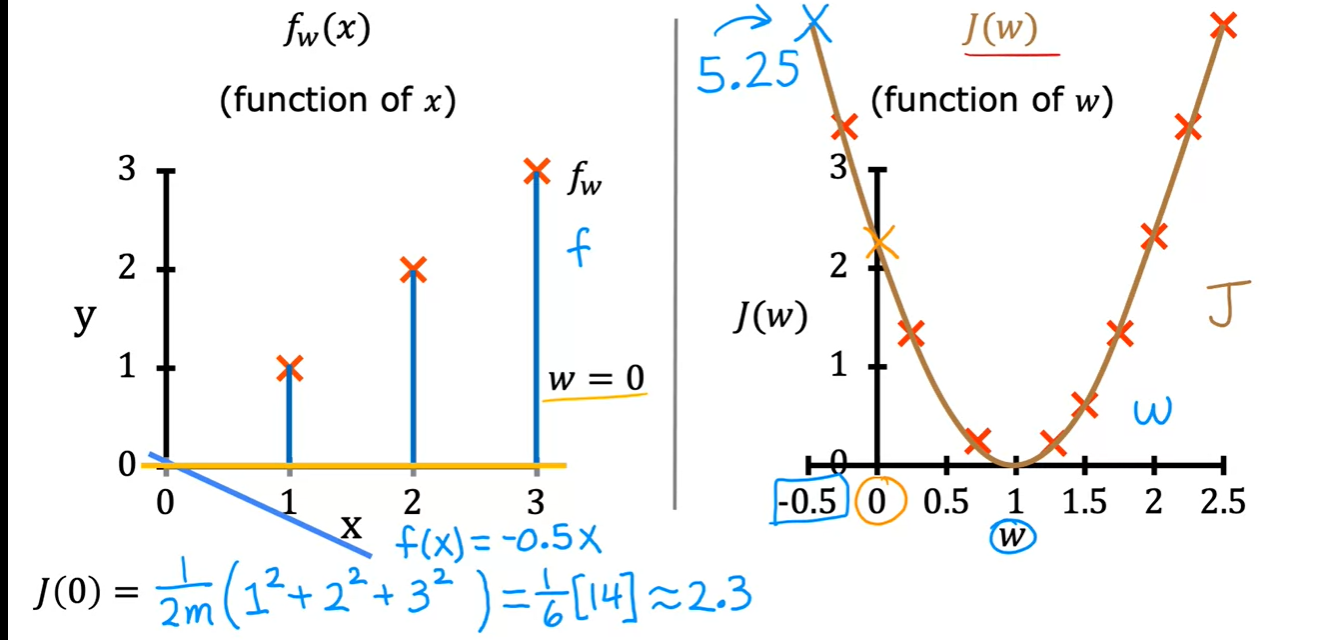 f_w(x)
(function of x)
3
2
y
1
0
0 1 2 3
x
f_w
f
w = 0
f(x) = -0.5x
J(0) = 1/2m (1² + 2² + 3²) = 1/6 [14] ≈ 2.3
5.25
J(w)
(function of w)
3
2
J(w)
1
0
-0.5 0 0.5 1 1.5 2 2.5
w
J
w